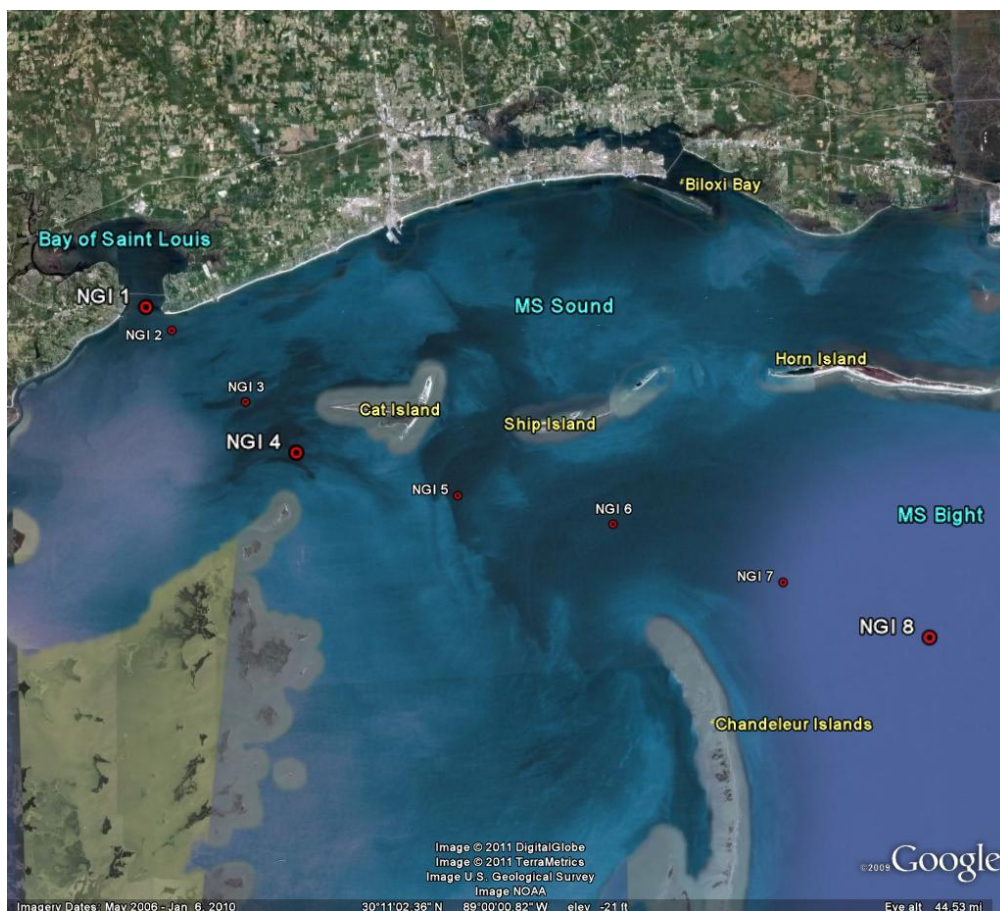 Biloxi Bay
Bay of Saint Louis
NGI 1
MS Sound
NGI 2
Horn Island
NGI 3
Cat Island
Ship Island
NGI 4
NGI 5
NGI 6
MS Bight
NGI 7
NGI 8
Chandeleur Islands
Image © 2011 DigitalGlobe
Image © 2011 TerraMetrics
Image U.S. Geological Survey
Image NOAA
©2009 Google
Imagery Dates: May 2006 - Jan 6, 2010 30°11'02.36" N 89°00'00.82" W elev -21 ft Eye alt 44.53 mi